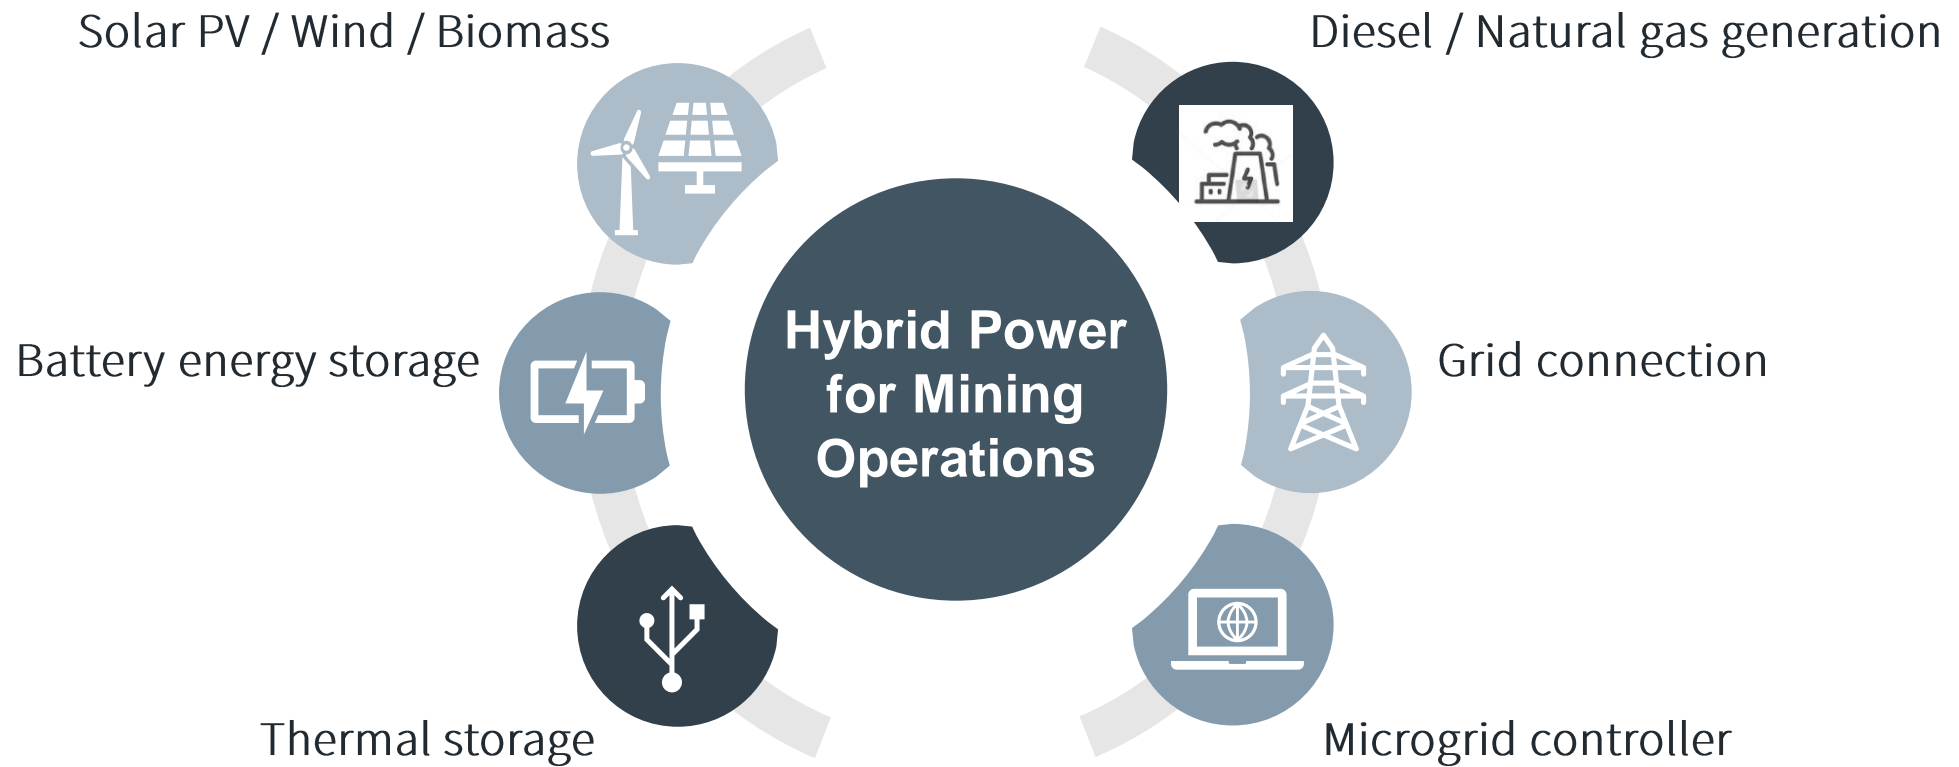 Solar PV / Wind / Biomass
Diesel / Natural gas generation
Battery energy storage
Hybrid Power
for Mining
Operations
Grid connection
Thermal storage
Microgrid controller